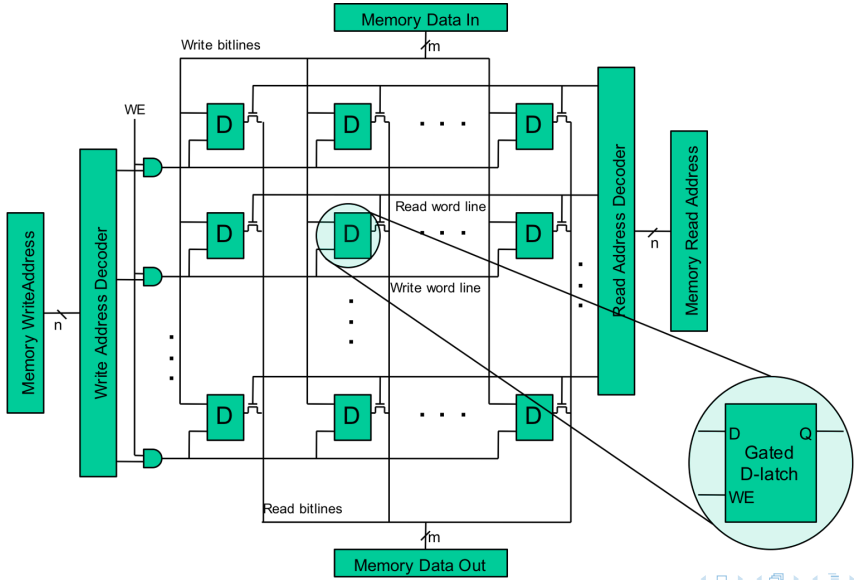 Memory Data In
m
Write bitlines
WE
D
D
. . .
D
Read word line
D
D
. . .
D
Write word line
Memory WriteAddress
n
Write Address Decoder
Read Address Decoder
n
Memory Read Address
. . .
. . .
. . .
D
D
. . .
D
D
Q
Gated
D-latch
WE
Read bitlines
m
Memory Data Out